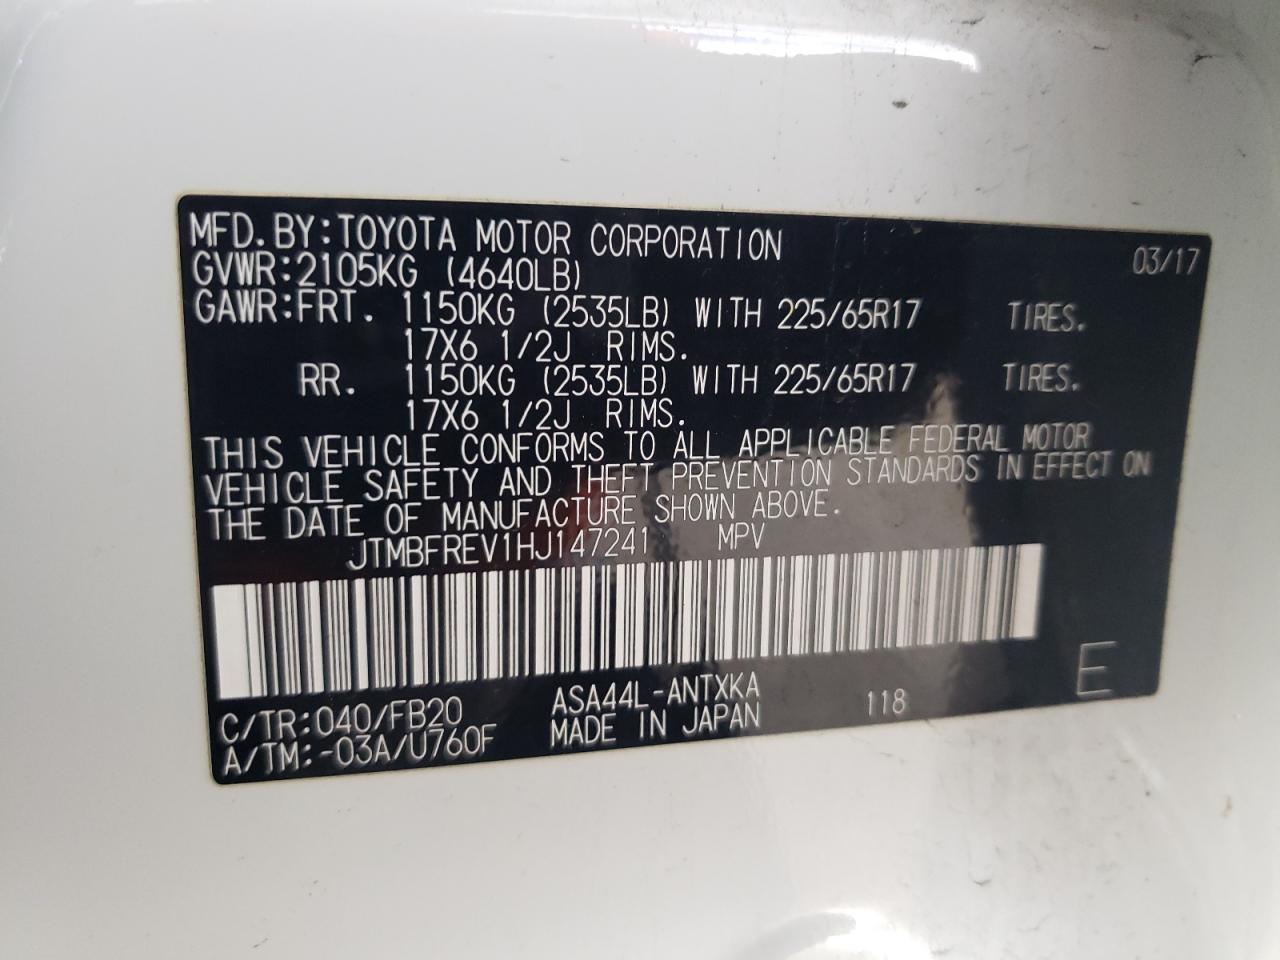 MFD.BY:TOYOTA MOTOR CORPORATION 03/17
GVWR:2105KG (4640LB)
GAWR:FRT. 1150KG (2535LB) WITH 225/65R17 TIRES.
17X6 1/2J RIMS.
RR. 1150KG (2535LB) WITH 225/65R17 TIRES.
17X6 1/2J RIMS.
THIS VEHICLE CONFORMS TO ALL APPLICABLE FEDERAL MOTOR
VEHICLE SAFETY AND THEFT PREVENTION STANDARDS IN EFFECT ON
THE DATE OF MANUFACTURE SHOWN ABOVE.
JTMBFREV1HJ147241 MPV
E
C/TR:040/FB20 ASA44L-ANTXKA 118
A/TM:-03A/U760F MADE IN JAPAN